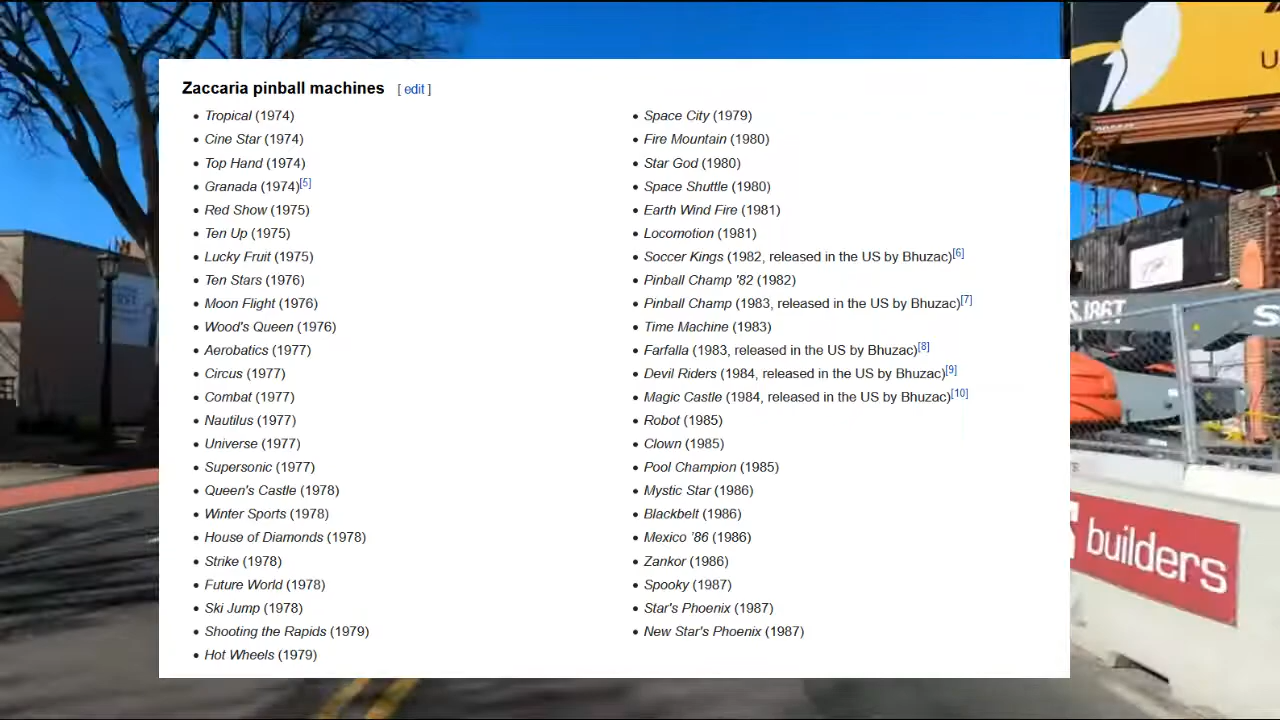 Zaccaria pinball machines [ edit ]
• Tropical (1974)
• Cine Star (1974)
• Top Hand (1974)
• Granada (1974)[5]
• Red Show (1975)
• Ten Up (1975)
• Lucky Fruit (1975)
• Ten Stars (1976)
• Moon Flight (1976)
• Wood's Queen (1976)
• Aerobatics (1977)
• Circus (1977)
• Combat (1977)
• Nautilus (1977)
• Universe (1977)
• Supersonic (1977)
• Queen's Castle (1978)
• Winter Sports (1978)
• House of Diamonds (1978)
• Strike (1978)
• Future World (1978)
• Ski Jump (1978)
• Shooting the Rapids (1979)
• Hot Wheels (1979)
• Space City (1979)
• Fire Mountain (1980)
• Star God (1980)
• Space Shuttle (1980)
• Earth Wind Fire (1981)
• Locomotion (1981)
• Soccer Kings (1982, released in the US by Bhuzac)[6]
• Pinball Champ '82 (1982)
• Pinball Champ (1983, released in the US by Bhuzac)[7]
• Time Machine (1983)
• Farfalla (1983, released in the US by Bhuzac)[8]
• Devil Riders (1984, released in the US by Bhuzac)[9]
• Magic Castle (1984, released in the US by Bhuzac)[10]
• Robot (1985)
• Clown (1985)
• Pool Champion (1985)
• Mystic Star (1986)
• Blackbelt (1986)
• Mexico '86 (1986)
• Zankor (1986)
• Spooky (1987)
• Star's Phoenix (1987)
• New Star's Phoenix (1987)
builders